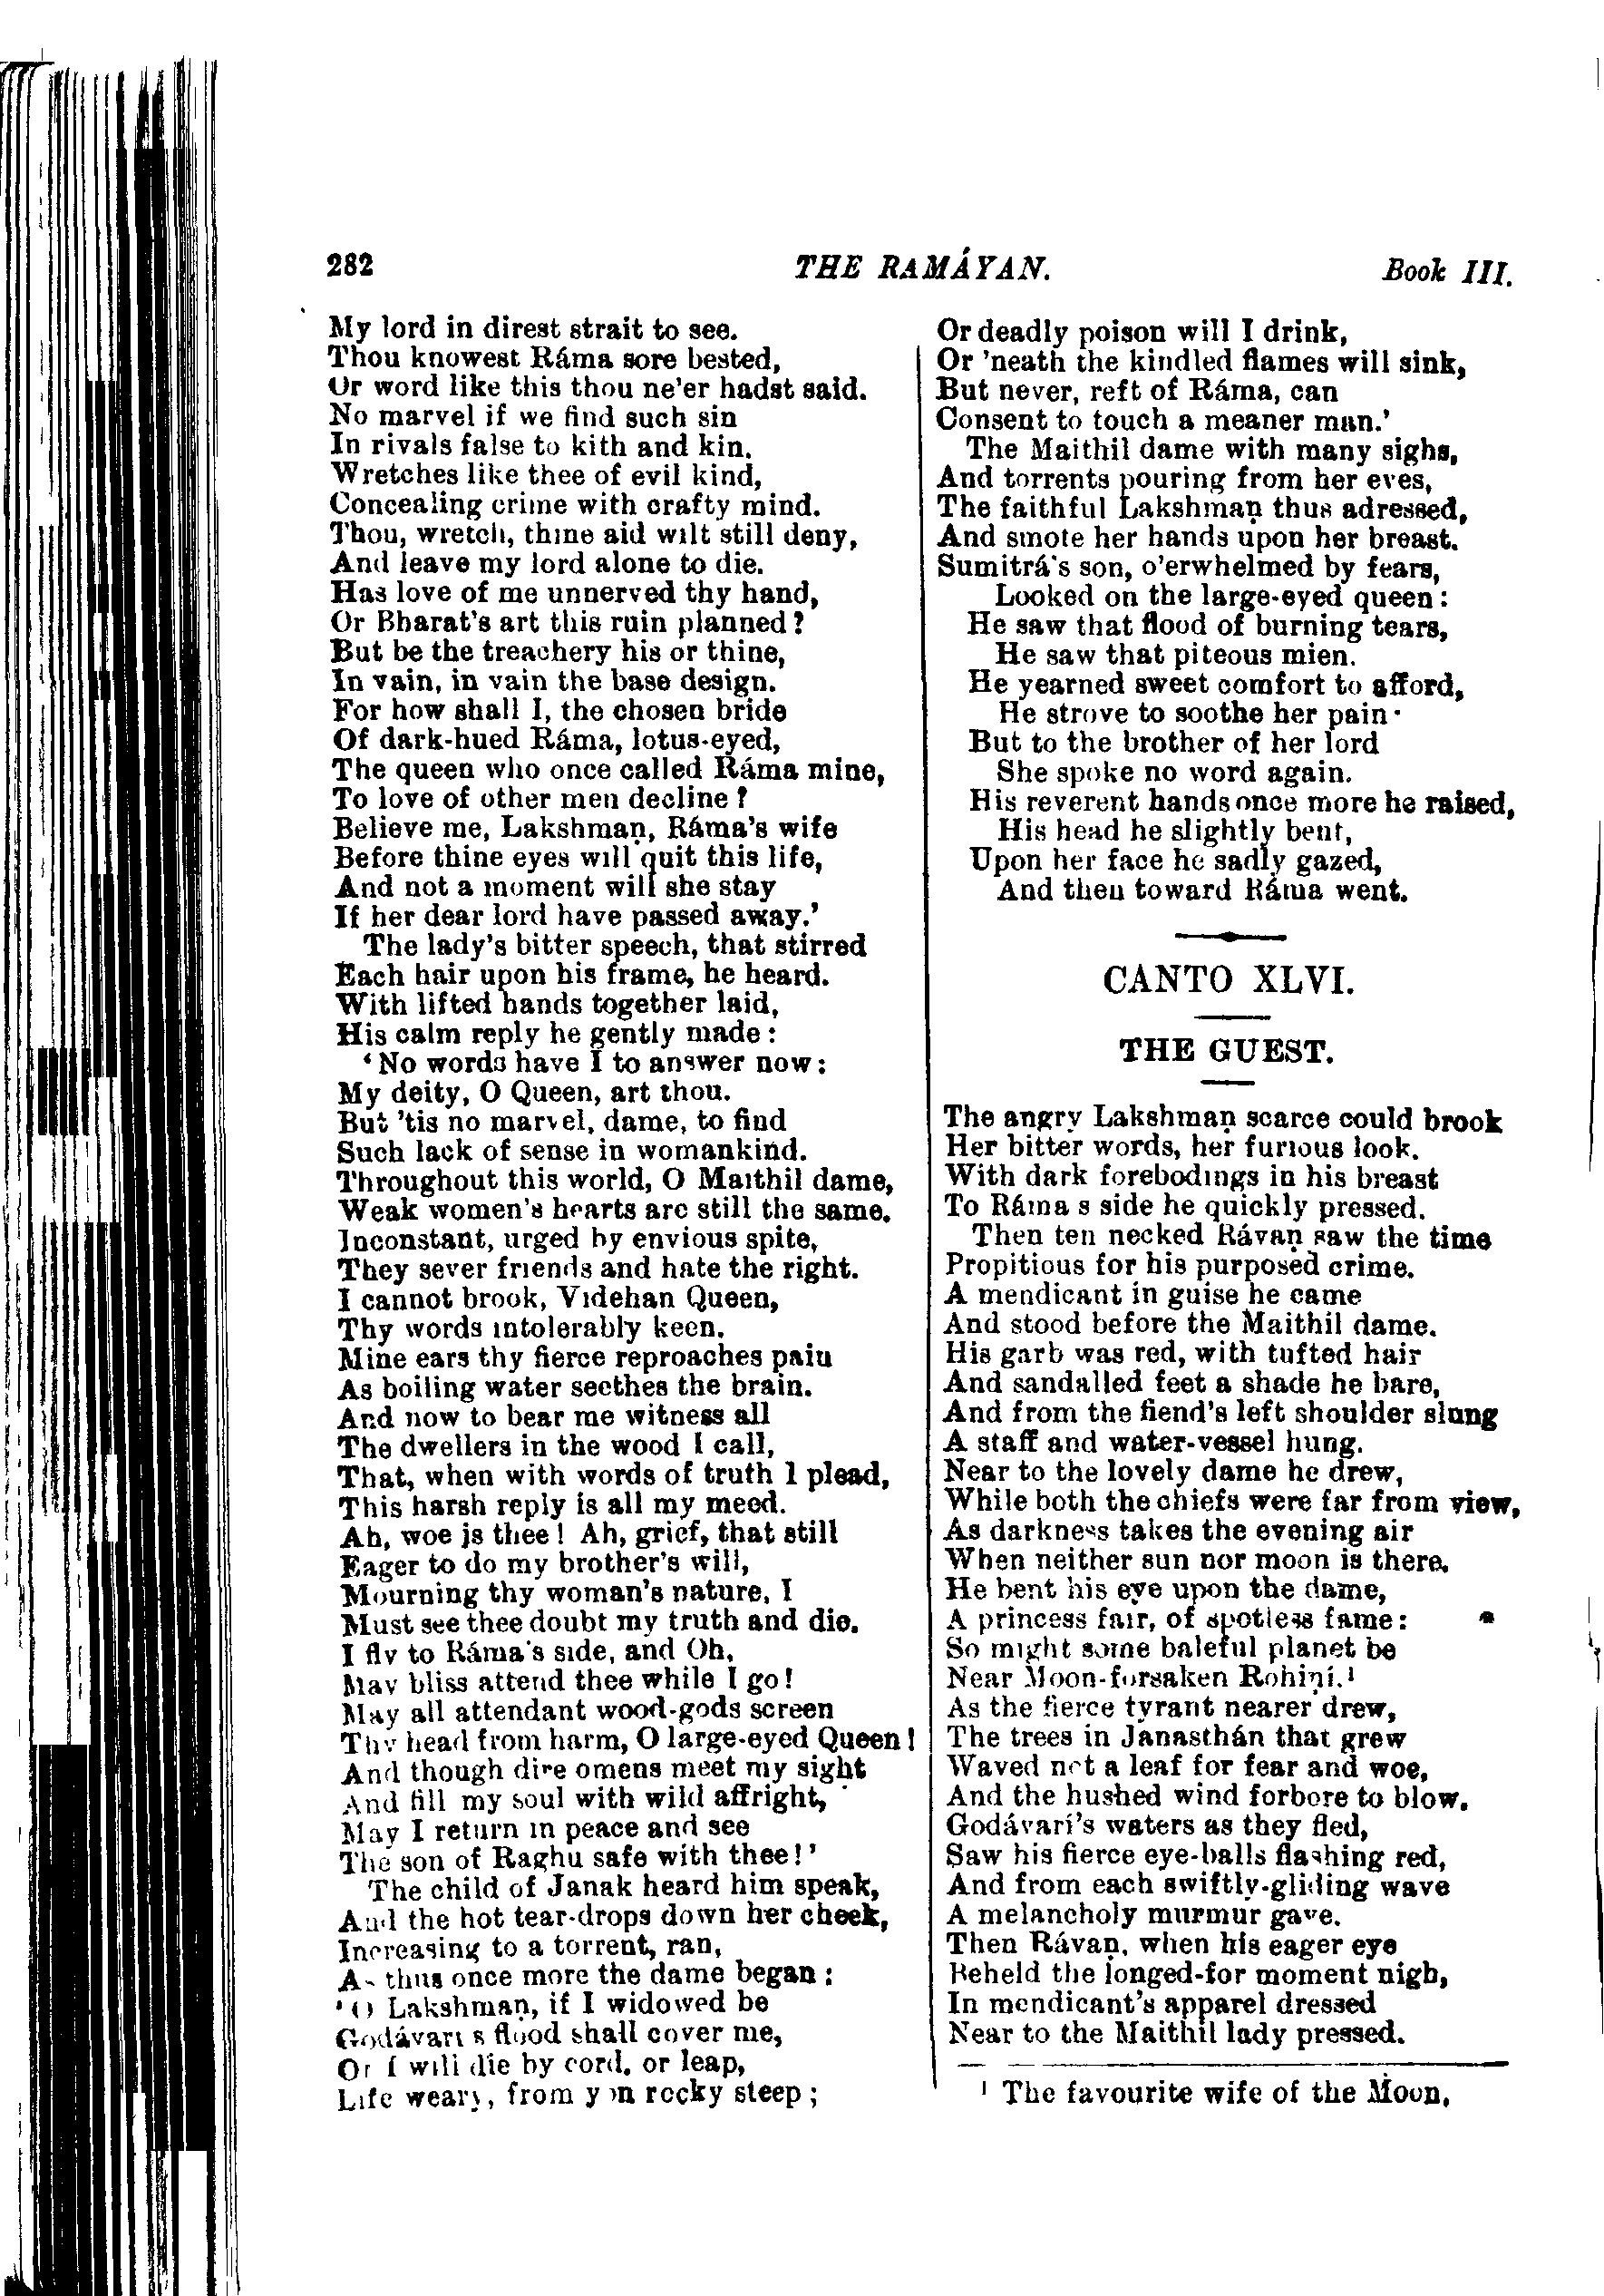 282 THE RAMÁYAN. Book III.
My lord in direst strait to see.
Thou knowest Ráma sore bested,
Or word like this thou ne'er hadst said.
No marvel if we find such sin
In rivals false to kith and kin.
Wretches like thee of evil kind,
Concealing crime with crafty mind.
Thou, wretch, thine aid wilt still deny,
And leave my lord alone to die.
Has love of me unnerved thy hand,
Or Bharat's art this ruin planned?
But be the treachery his or thine,
In vain, in vain the base design.
For how shall I, the chosen bride
Of dark-hued Ráma, lotus-eyed,
The queen who once called Ráma mine,
To love of other men decline?
Believe me, Lakshmaṇ, Ráma's wife
Before thine eyes will quit this life,
And not a moment will she stay
If her dear lord have passed away.'
The lady's bitter speech, that stirred
Each hair upon his frame, he heard.
With lifted hands together laid,
His calm reply he gently made:
'No words have I to answer now:
My deity, O Queen, art thou.
But 'tis no marvel, dame, to find
Such lack of sense in womankind.
Throughout this world, O Maithil dame,
Weak women's hearts are still the same.
Inconstant, urged by envious spite,
They sever friends and hate the right.
I cannot brook, Videhan Queen,
Thy words intolerably keen.
Mine ears thy fierce reproaches pain
As boiling water seethes the brain.
And now to bear me witness all
The dwellers in the wood I call,
That, when with words of truth I plead,
This harsh reply is all my meed.
Ah, woe is thee! Ah, grief, that still
Eager to do my brother's will,
Mourning thy woman's nature, I
Must see thee doubt my truth and die.
I fly to Ráma's side, and Oh,
May bliss attend thee while I go!
May all attendant wood-gods screen
Thy head from harm, O large-eyed Queen!
And though dire omens meet my sight
And fill my soul with wild affright,
May I return in peace and see
The son of Raghu safe with thee!'
The child of Janak heard him speak,
And the hot tear-drops down her cheek,
Increasing to a torrent, ran,
As thus once more the dame began:
'O Lakshmaṇ, if I widowed be
Godávarí's flood shall cover me,
Or I will die by cord, or leap,
Life weary, from yon rocky steep;
Or deadly poison will I drink,
Or 'neath the kindled flames will sink,
But never, reft of Ráma, can
Consent to touch a meaner man.'
The Maithil dame with many sighs,
And torrents pouring from her eyes,
The faithful Lakshmaṇ thus adressed,
And smote her hands upon her breast.
Sumitrá's son, o'erwhelmed by fears,
Looked on the large-eyed queen:
He saw that flood of burning tears,
He saw that piteous mien.
He yearned sweet comfort to afford,
He strove to soothe her pain·
But to the brother of her lord
She spoke no word again.
His reverent hands once more he raised,
His head he slightly bent,
Upon her face he sadly gazed,
And then toward Ráma went.
CANTO XLVI.
THE GUEST.
The angry Lakshmaṇ scarce could brook
Her bitter words, her furious look.
With dark forebodings in his breast
To Ráma s side he quickly pressed.
Then ten necked Rávaṇ saw the time
Propitious for his purposed crime.
A mendicant in guise he came
And stood before the Maithil dame.
His garb was red, with tufted hair
And sandalled feet a shade he bare,
And from the fiend's left shoulder slung
A staff and water-vessel hung.
Near to the lovely dame he drew,
While both the chiefs were far from view,
As darkness takes the evening air
When neither sun nor moon is there.
He bent his eye upon the dame,
A princess fair, of spotless fame:
So might some baleful planet be
Near Moon-forsaken Rohiṇí.¹
As the fierce tyrant nearer drew,
The trees in Janasthán that grew
Waved not a leaf for fear and woe,
And the hushed wind forbore to blow.
Godávarí's waters as they fled,
Saw his fierce eye-balls flashing red,
And from each swiftly-gliding wave
A melancholy murmur gave.
Then Rávaṇ, when his eager eye
Beheld the longed-for moment nigh,
In mendicant's apparel dressed
Near to the Maithil lady pressed.
¹ The favourite wife of the Moon.